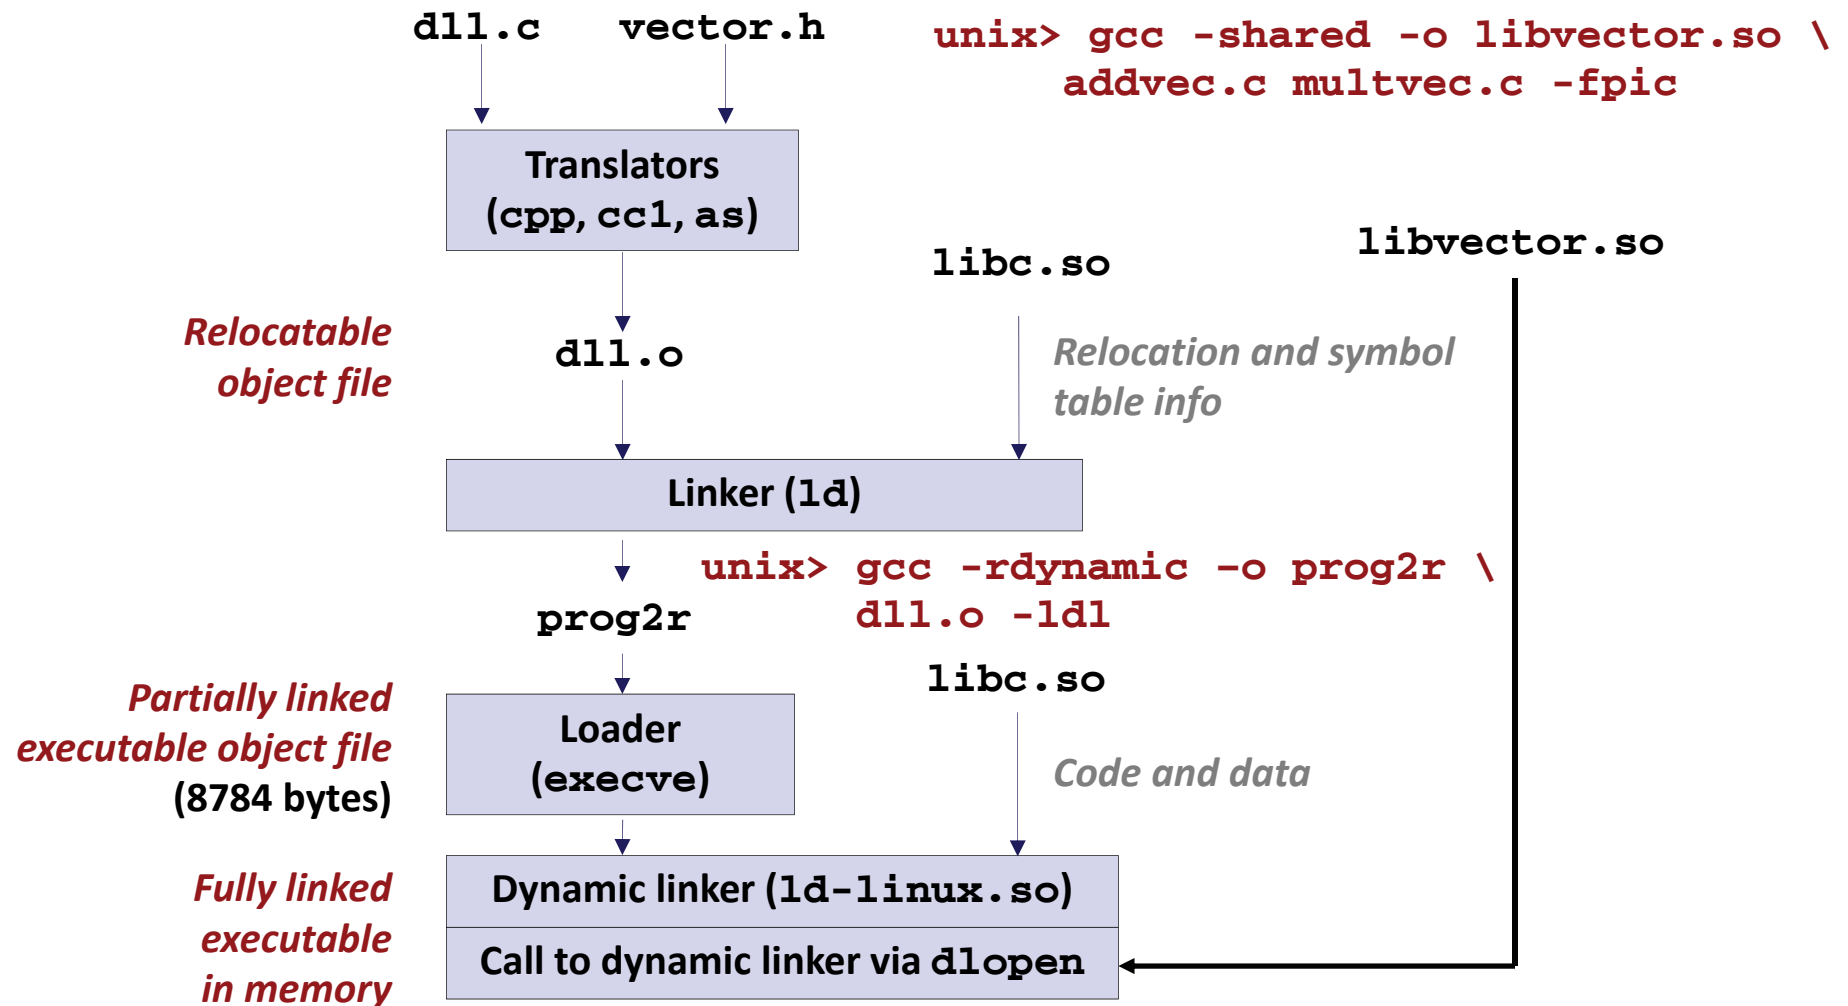 dll.c vector.h
unix> gcc -shared -o libvector.so \
addvec.c multvec.c -fpic
Translators
(cpp, cc1, as)
libc.so
libvector.so
Relocatable
object file
dll.o
Relocation and symbol
table info
Linker (ld)
unix> gcc -rdynamic –o prog2r \
dll.o -ldl
prog2r
libc.so
Partially linked
executable object file
(8784 bytes)
Loader
(execve)
Code and data
Fully linked
executable
in memory
Dynamic linker (ld-linux.so)
Call to dynamic linker via dlopen